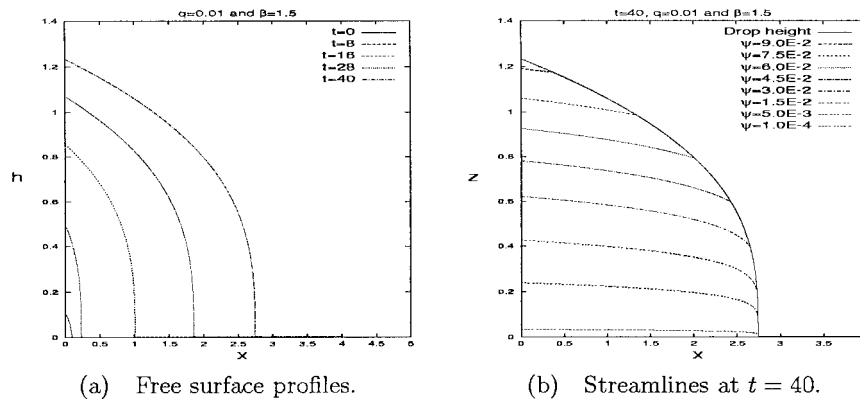 q=0.01 and β=1.5
t=0
t=8
t=16
t=28
t=40
1.4
1.2
1
0.8
0.6
0.4
0.2
0
h
0 0.5 1 1.5 2 2.5 3 3.5 4 4.5 5
x
(a) Free surface profiles.
t=40, q=0.01 and β=1.5
Drop height
ψ=9.0E-2
ψ=7.5E-2
ψ=6.0E-2
ψ=4.5E-2
ψ=3.0E-2
ψ=1.5E-2
ψ=5.0E-3
ψ=1.0E-4
1.4
1.2
1
0.8
0.6
0.4
0.2
0
z
0 0.5 1 1.5 2 2.5 3 3.5
x
(b) Streamlines at t = 40.